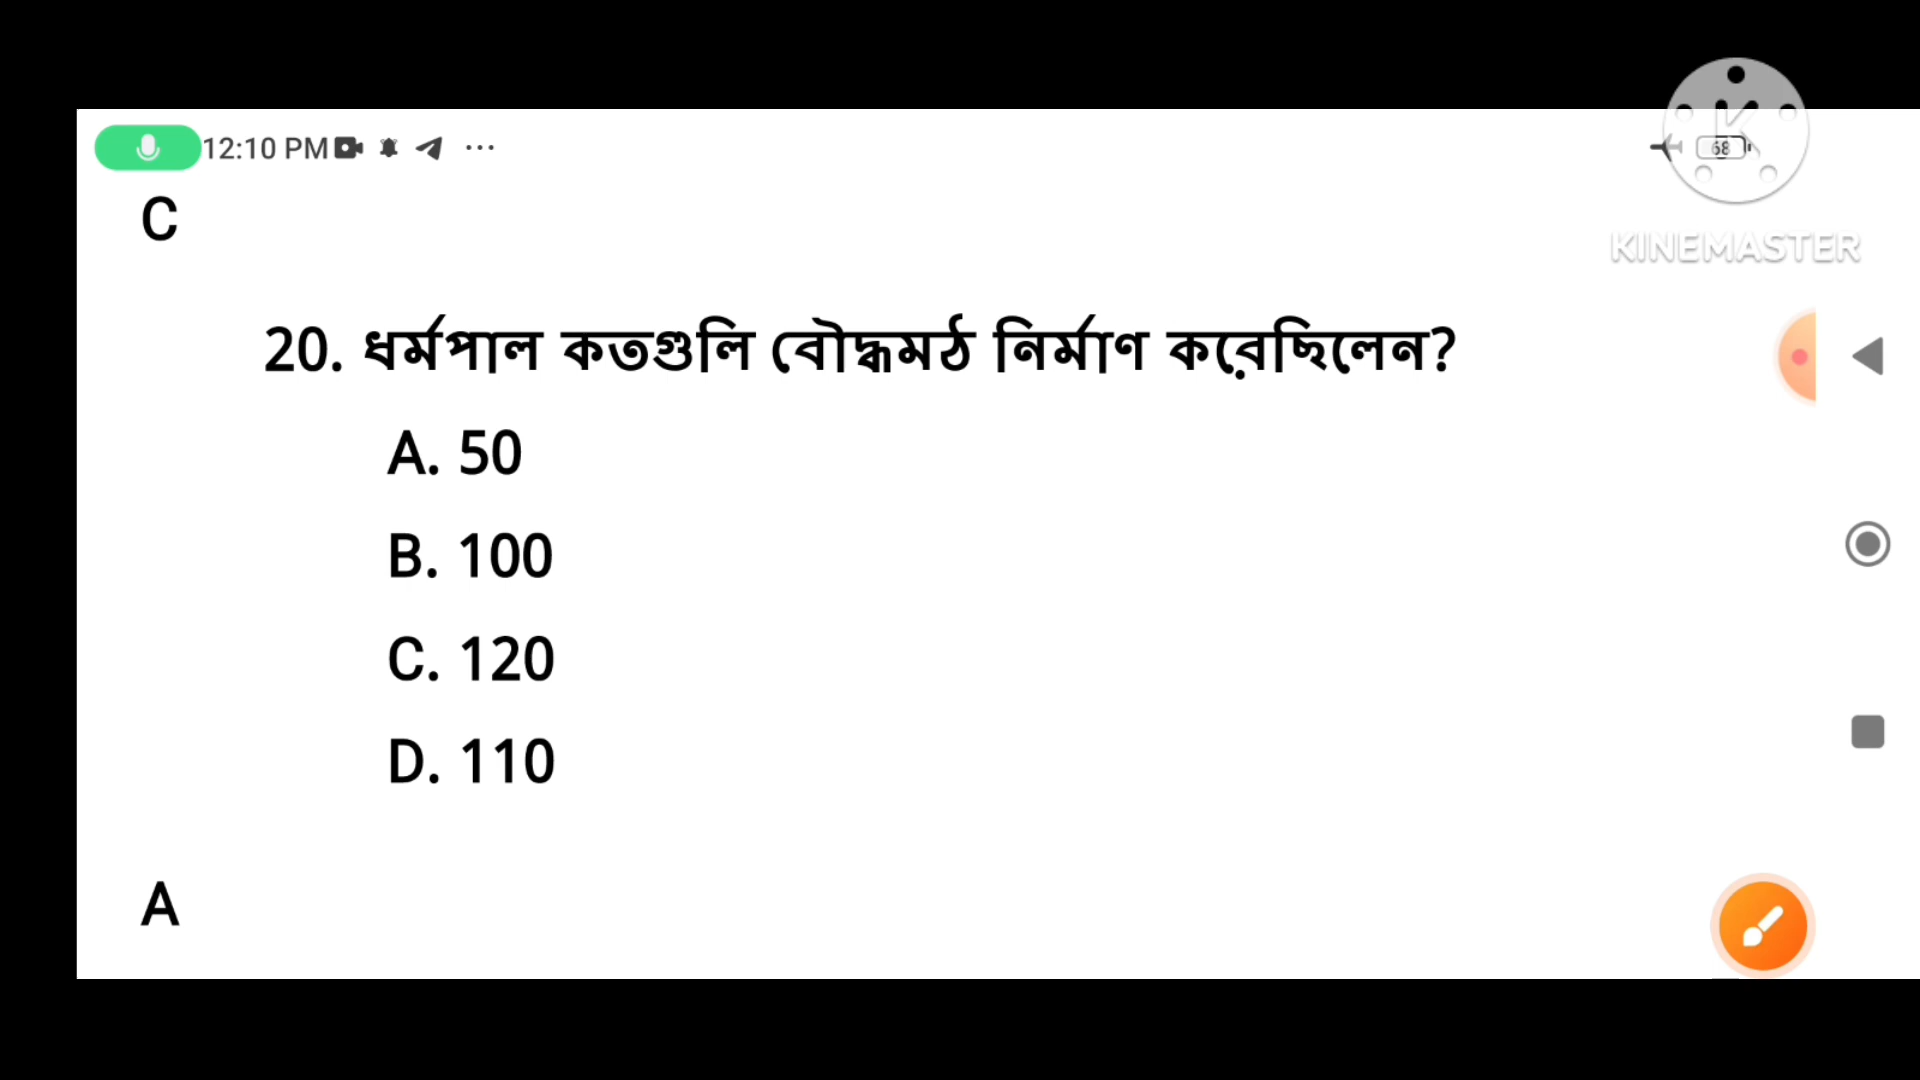 12:10 PM
68
KINEMASTER
C
20. ধর্মপাল কতগুলি বৌদ্ধমঠ নির্মাণ করেছিলেন?
A. 50
B. 100
C. 120
D. 110
A